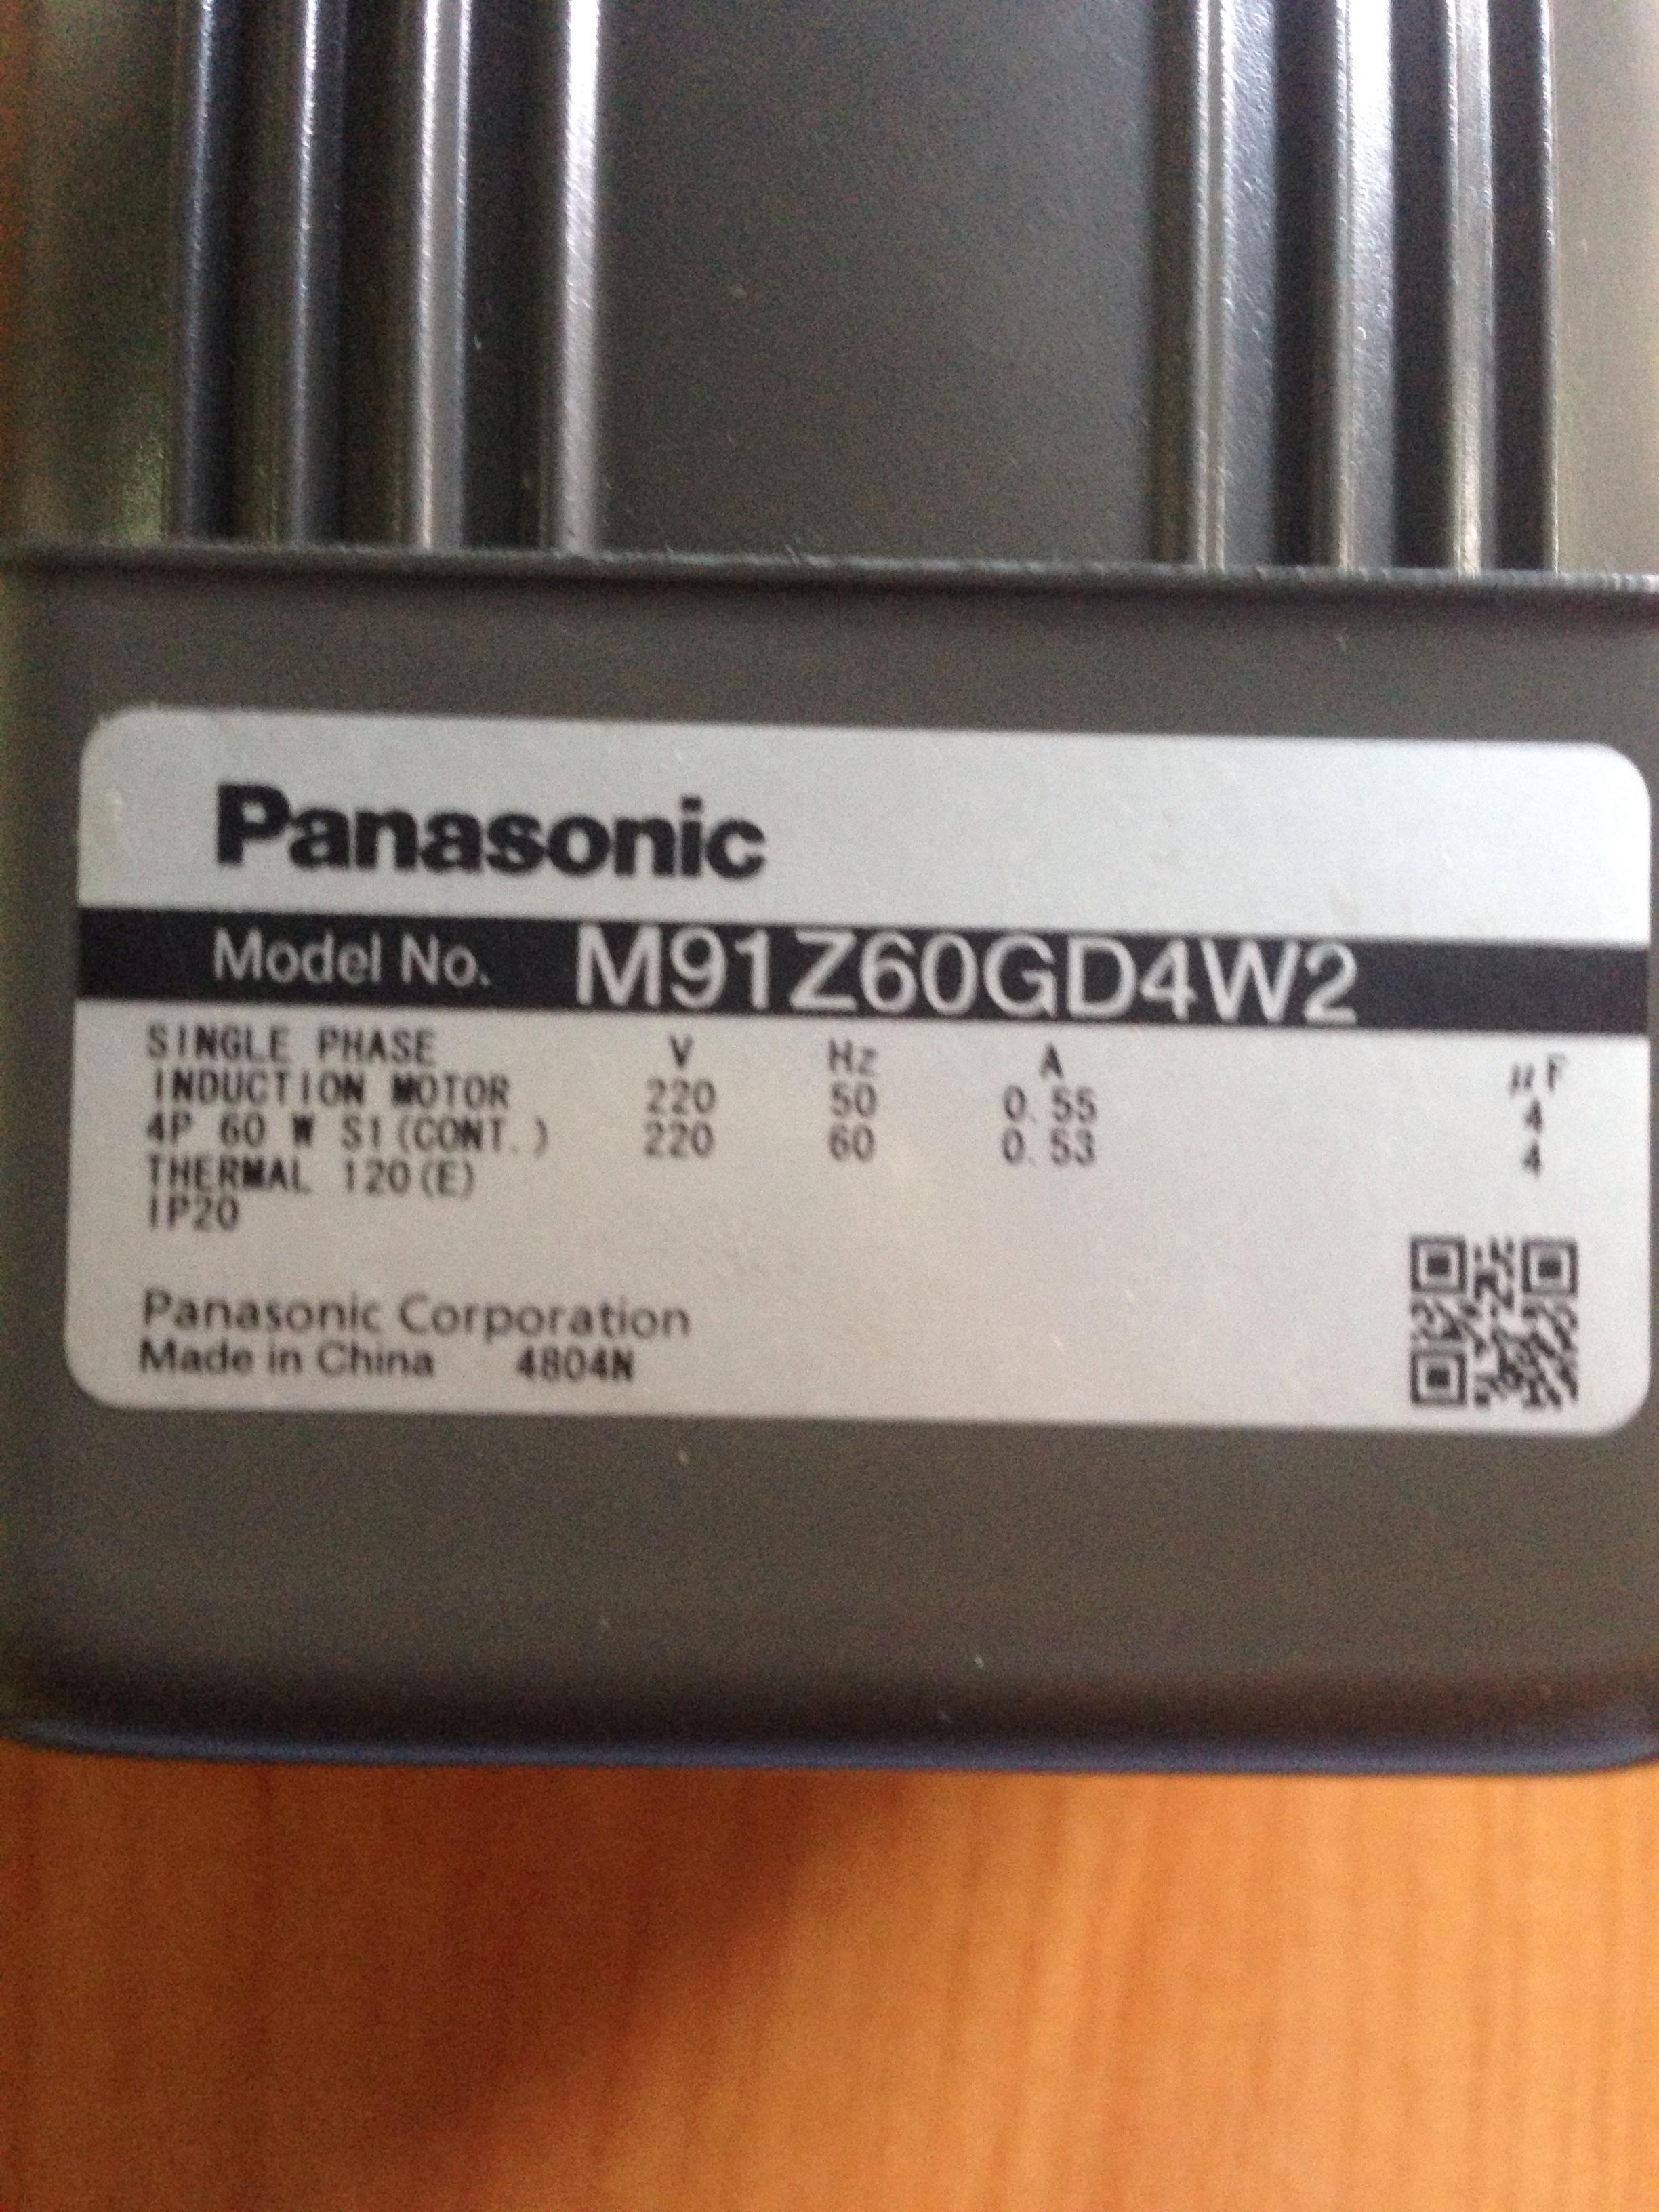 Panasonic
Model No. M91Z60GD4W2
SINGLE PHASE V Hz A μF
INDUCTION MOTOR 220 50 0.55 4
4P 60 W S1(CONT.) 220 60 0.53 4
THERMAL 120(E)
IP20
Panasonic Corporation
Made in China 4804N